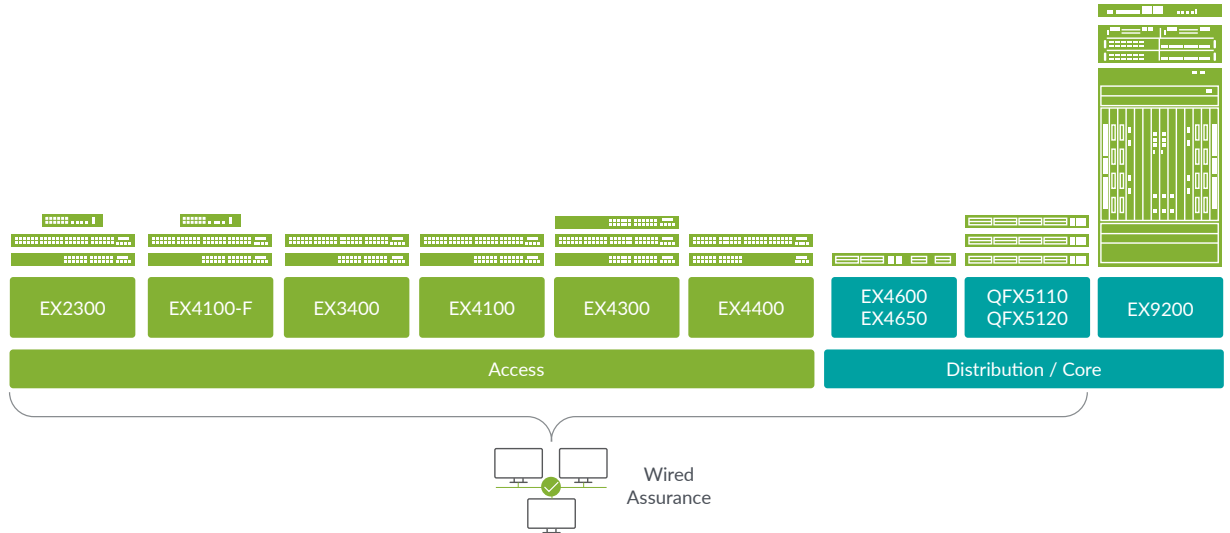 EX2300
EX4100-F
EX3400
EX4100
EX4300
EX4400
EX4600
EX4650
QFX5110
QFX5120
EX9200
Access
Distribution / Core
Wired
Assurance